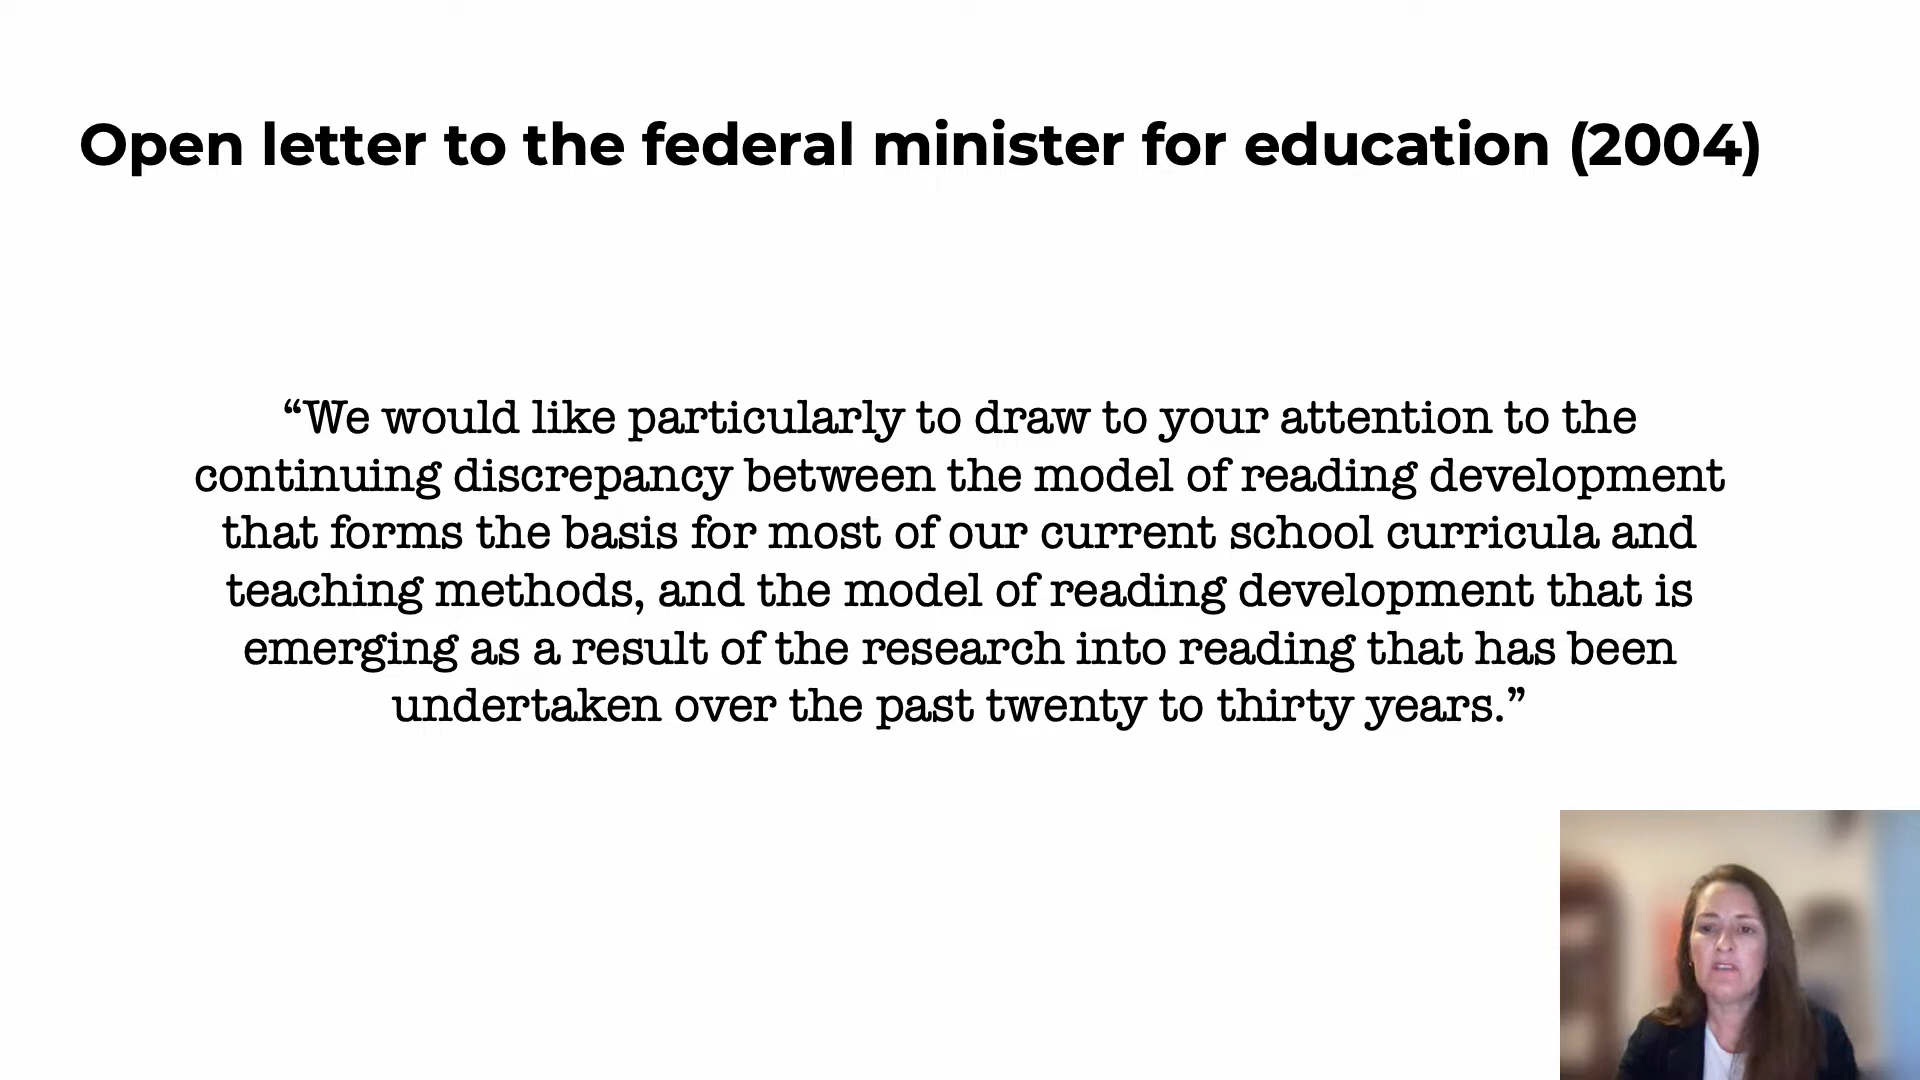 Open letter to the federal minister for education (2004)
“We would like particularly to draw to your attention to the
continuing discrepancy between the model of reading development
that forms the basis for most of our current school curricula and
teaching methods, and the model of reading development that is
emerging as a result of the research into reading that has been
undertaken over the past twenty to thirty years.”